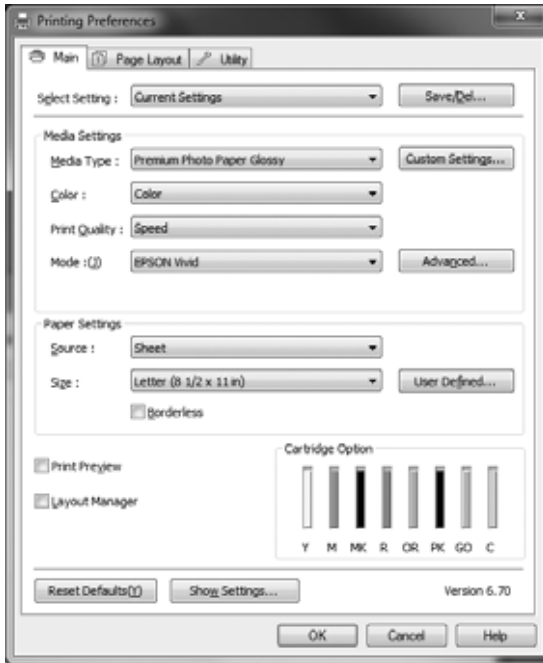 Printing Preferences
Main Page Layout Utility
Select Setting : Current Settings Save/Del...
Media Settings
Media Type : Premium Photo Paper Glossy Custom Settings...
Color : Color
Print Quality : Speed
Mode :(J) EPSON Vivid Advanced...
Paper Settings
Source : Sheet
Size : Letter (8 1/2 x 11 in) User Defined...
Borderless
Cartridge Option
Print Preview
Layout Manager
Y M MK R OR PK GO C
Reset Defaults(Y) Show Settings... Version 6.70
OK Cancel Help